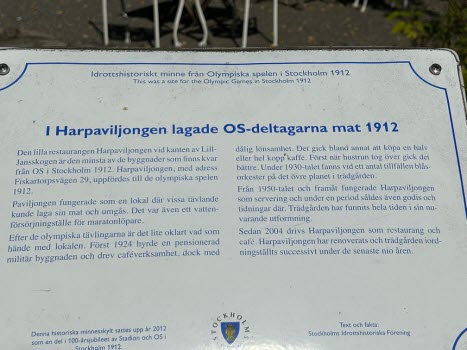 Idrottshistoriskt minne från Olympiska spelen i Stockholm 1912
This was a site for the Olympic Games in Stockholm 1912
I Harpaviljongen lagade OS-deltagarna mat 1912
Den lilla restaurangen Harpaviljongen vid kanten av Lill-
Jansskogen är den minsta av de byggnader som finns kvar
från OS i Stockholm 1912. Harpaviljongen, med adress
Fiskartorpsvägen 29, uppfördes till de olympiska spelen
1912.
Paviljongen fungerade som en lokal där vissa tävlande
kunde laga sin mat och umgås. Det var även ett vatten-
försörjningsställe för maratonlöpare.
Efter de olympiska tävlingarna är det lite oklart vad som
hände med lokalen. Först 1924 hyrde en pensionerad
militär byggnaden och drev caféverksamhet, dock med
dålig lönsamhet. Det gick bland annat att köpa en halv
eller hel kopp kaffe. Först när hustrun tog över gick det
bättre. Under 1930-talet fanns vid ett antal tillfällen blås-
orkester på det övre planet i trädgården.
Från 1950-talet och framåt fungerade Harpaviljongen
som servering och under en period såldes även godis och
tidningar där. Trädgården har funnits hela tiden i sin nu-
varande utformning.
Sedan 2004 drivs Harpaviljongen som restaurang och
café. Harpaviljongen har renoverats och trädgården iord-
ningställts successivt under de senaste nio åren.
Denna historiska minnesskylt sattes upp år 2012
som en del i 100-årsjubileet av Stadion och OS i
Stockholm 1912.
STOCKHOLMS
Text och fakta:
Stockholms Idrottshistoriska Förening